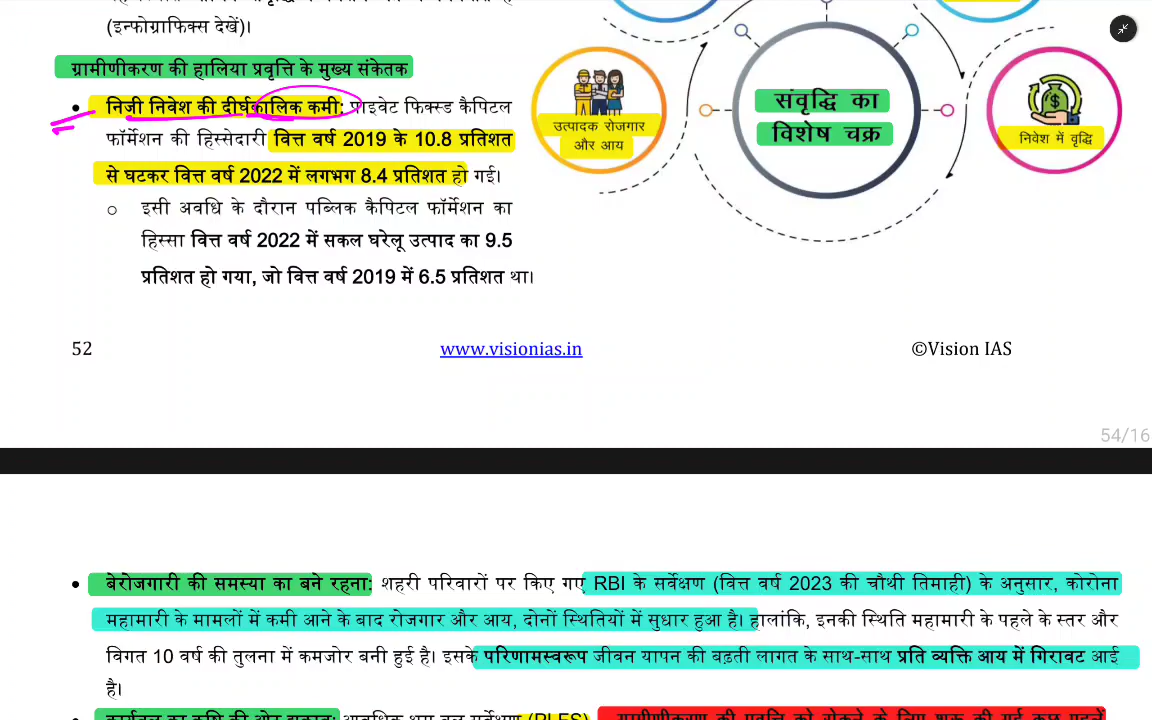 (इन्फोग्राफिक्स देखें)।
ग्रामीणीकरण की हालिया प्रवृत्ति के मुख्य संकेतक
• निजी निवेश की दीर्घकालिक कमी: प्राइवेट फिक्स्ड कैपिटल
फॉर्मेशन की हिस्सेदारी वित्त वर्ष 2019 के 10.8 प्रतिशत
से घटकर वित्त वर्ष 2022 में लगभग 8.4 प्रतिशत हो गई।
o इसी अवधि के दौरान पब्लिक कैपिटल फॉर्मेशन का
हिस्सा वित्त वर्ष 2022 में सकल घरेलू उत्पाद का 9.5
प्रतिशत हो गया, जो वित्त वर्ष 2019 में 6.5 प्रतिशत था।
उत्पादक रोजगार
और आय
संवृद्धि का
विशेष चक्र
निवेश में वृद्धि
52
www.visionias.in
©Vision IAS
54/16
• बेरोजगारी की समस्या का बने रहना: शहरी परिवारों पर किए गए RBI के सर्वेक्षण (वित्त वर्ष 2023 की चौथी तिमाही) के अनुसार, कोरोना
महामारी के मामलों में कमी आने के बाद रोजगार और आय, दोनों स्थितियों में सुधार हुआ है। हालांकि, इनकी स्थिति महामारी के पहले के स्तर और
विगत 10 वर्ष की तुलना में कमजोर बनी हुई है। इसके परिणामस्वरूप जीवन यापन की बढ़ती लागत के साथ-साथ प्रति व्यक्ति आय में गिरावट आई
है।